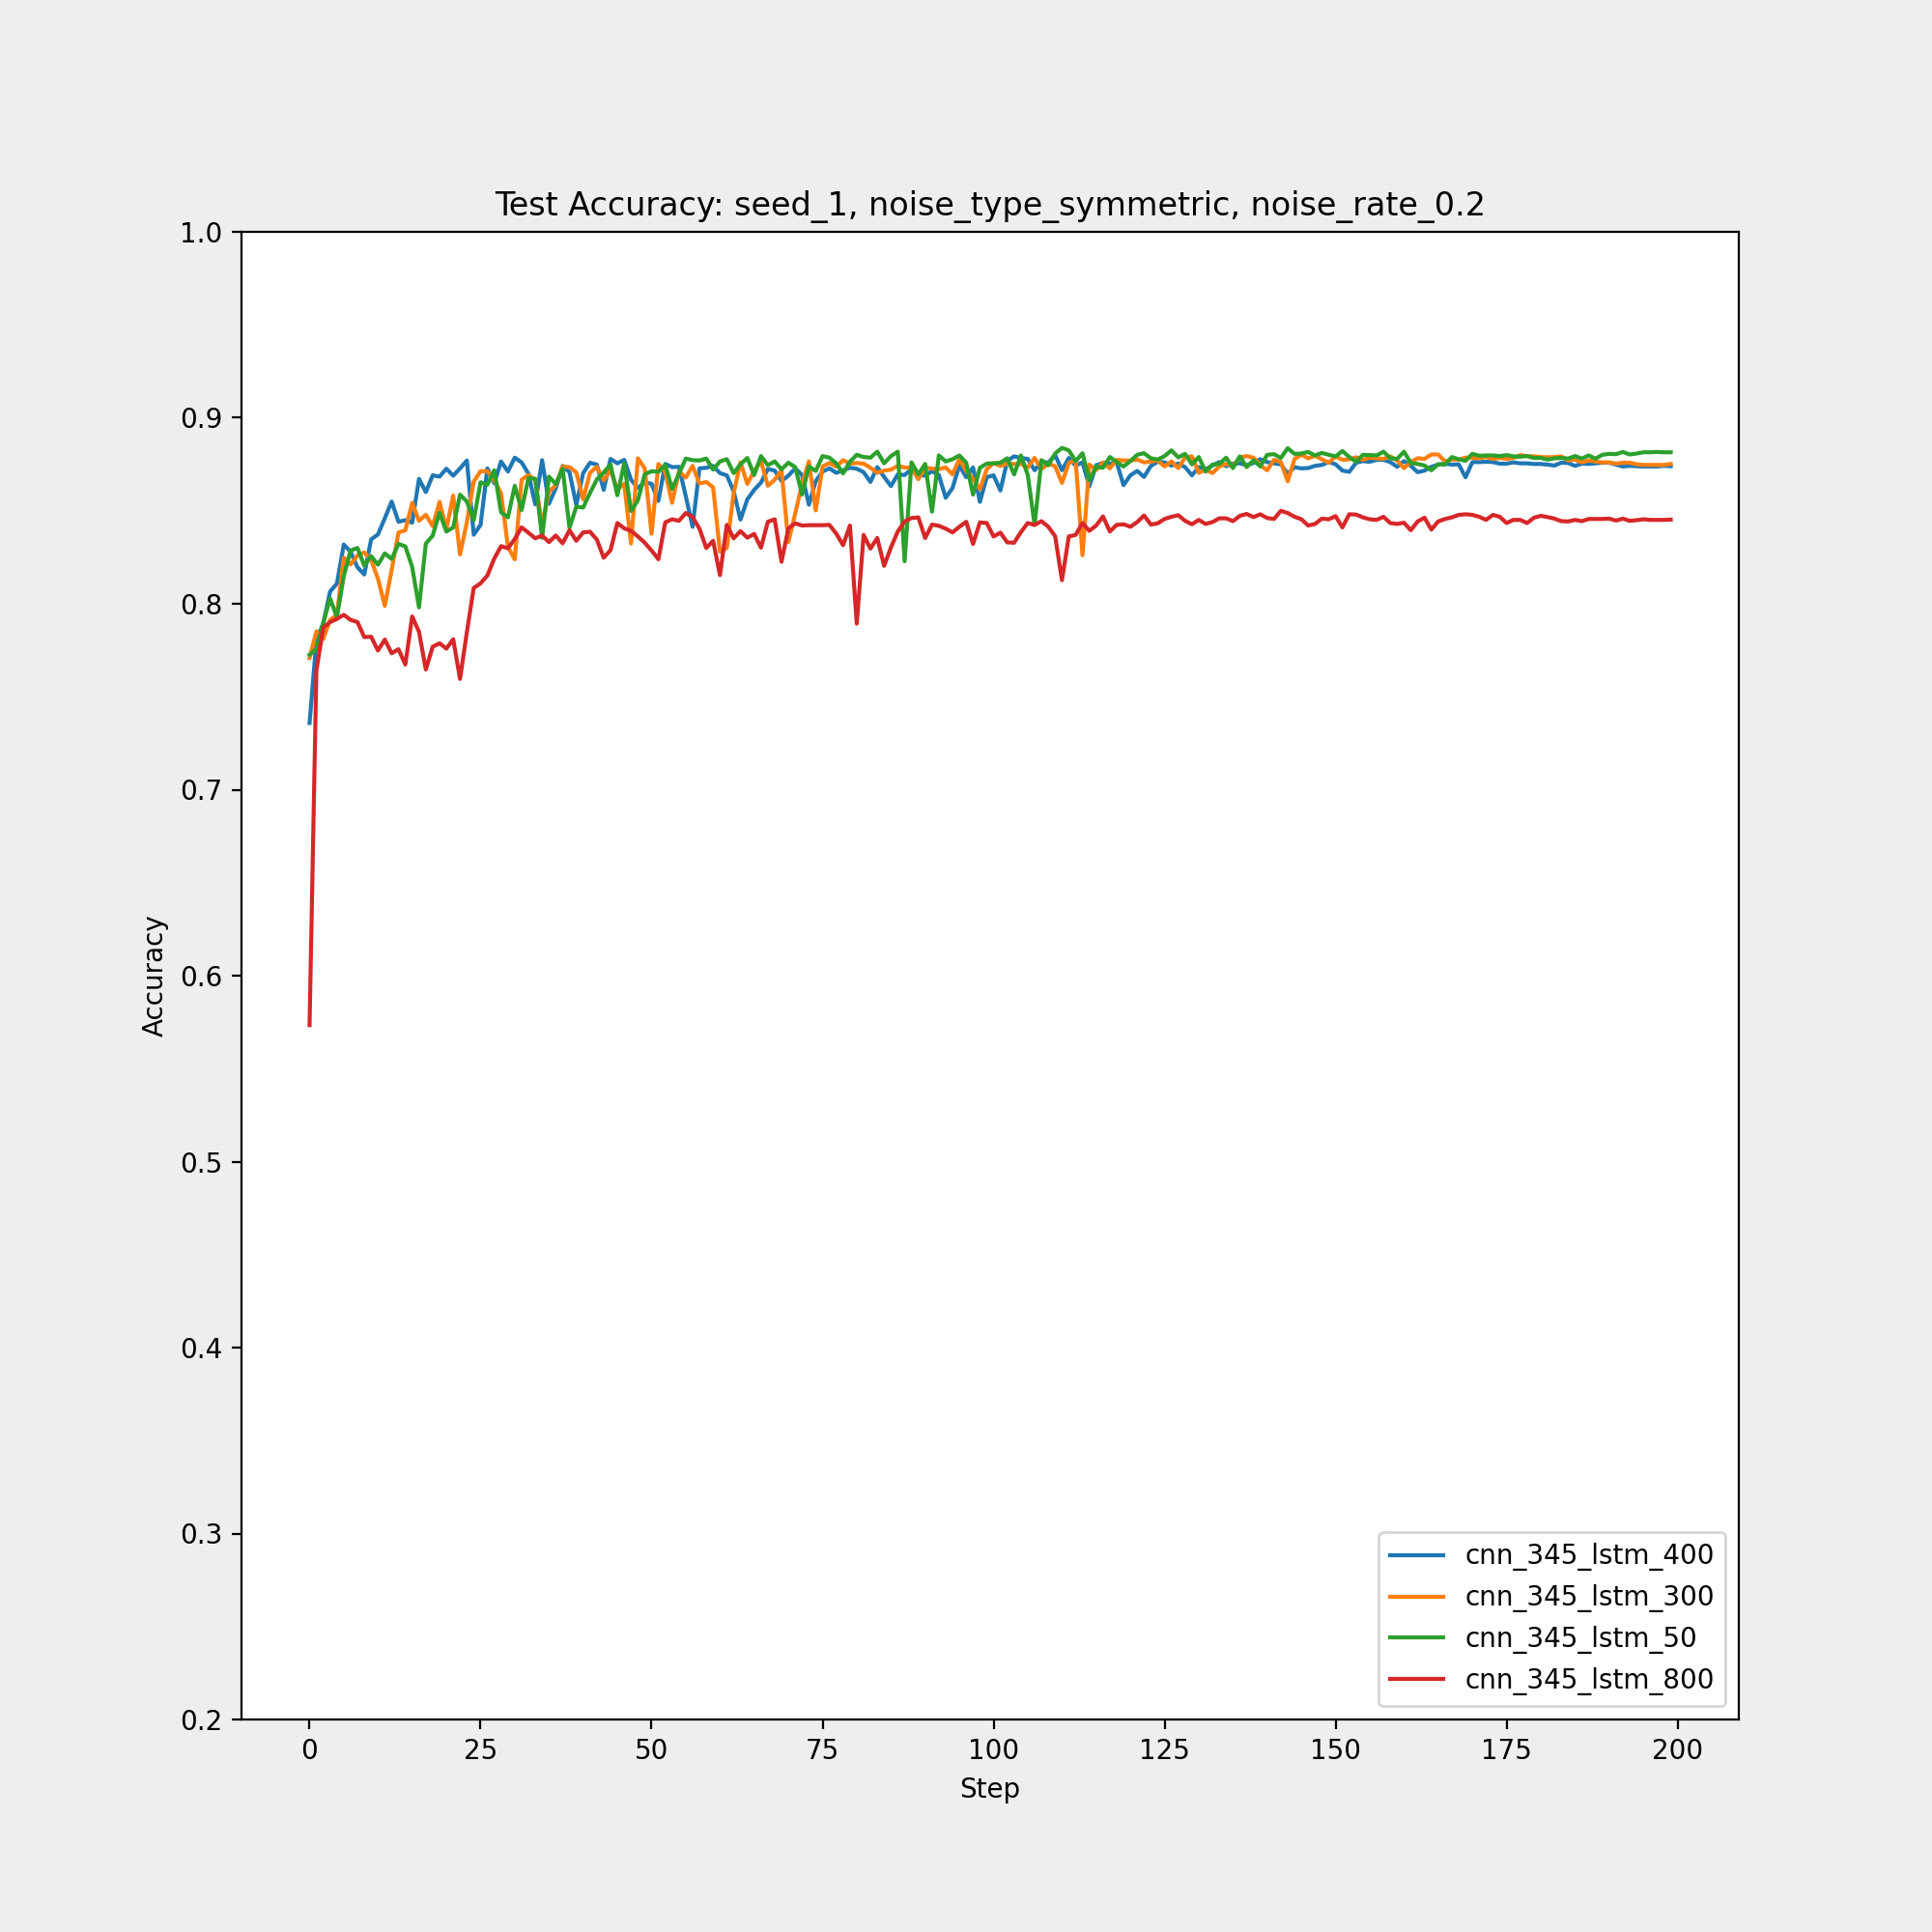 Test Accuracy: seed_1, noise_type_symmetric, noise_rate_0.2
1.0
0.9
0.8
0.7
0.6
0.5
0.4
0.3
0.2
Accuracy
0 25 50 75 100 125 150 175 200
Step
cnn_345_lstm_400
cnn_345_lstm_300
cnn_345_lstm_50
cnn_345_lstm_800